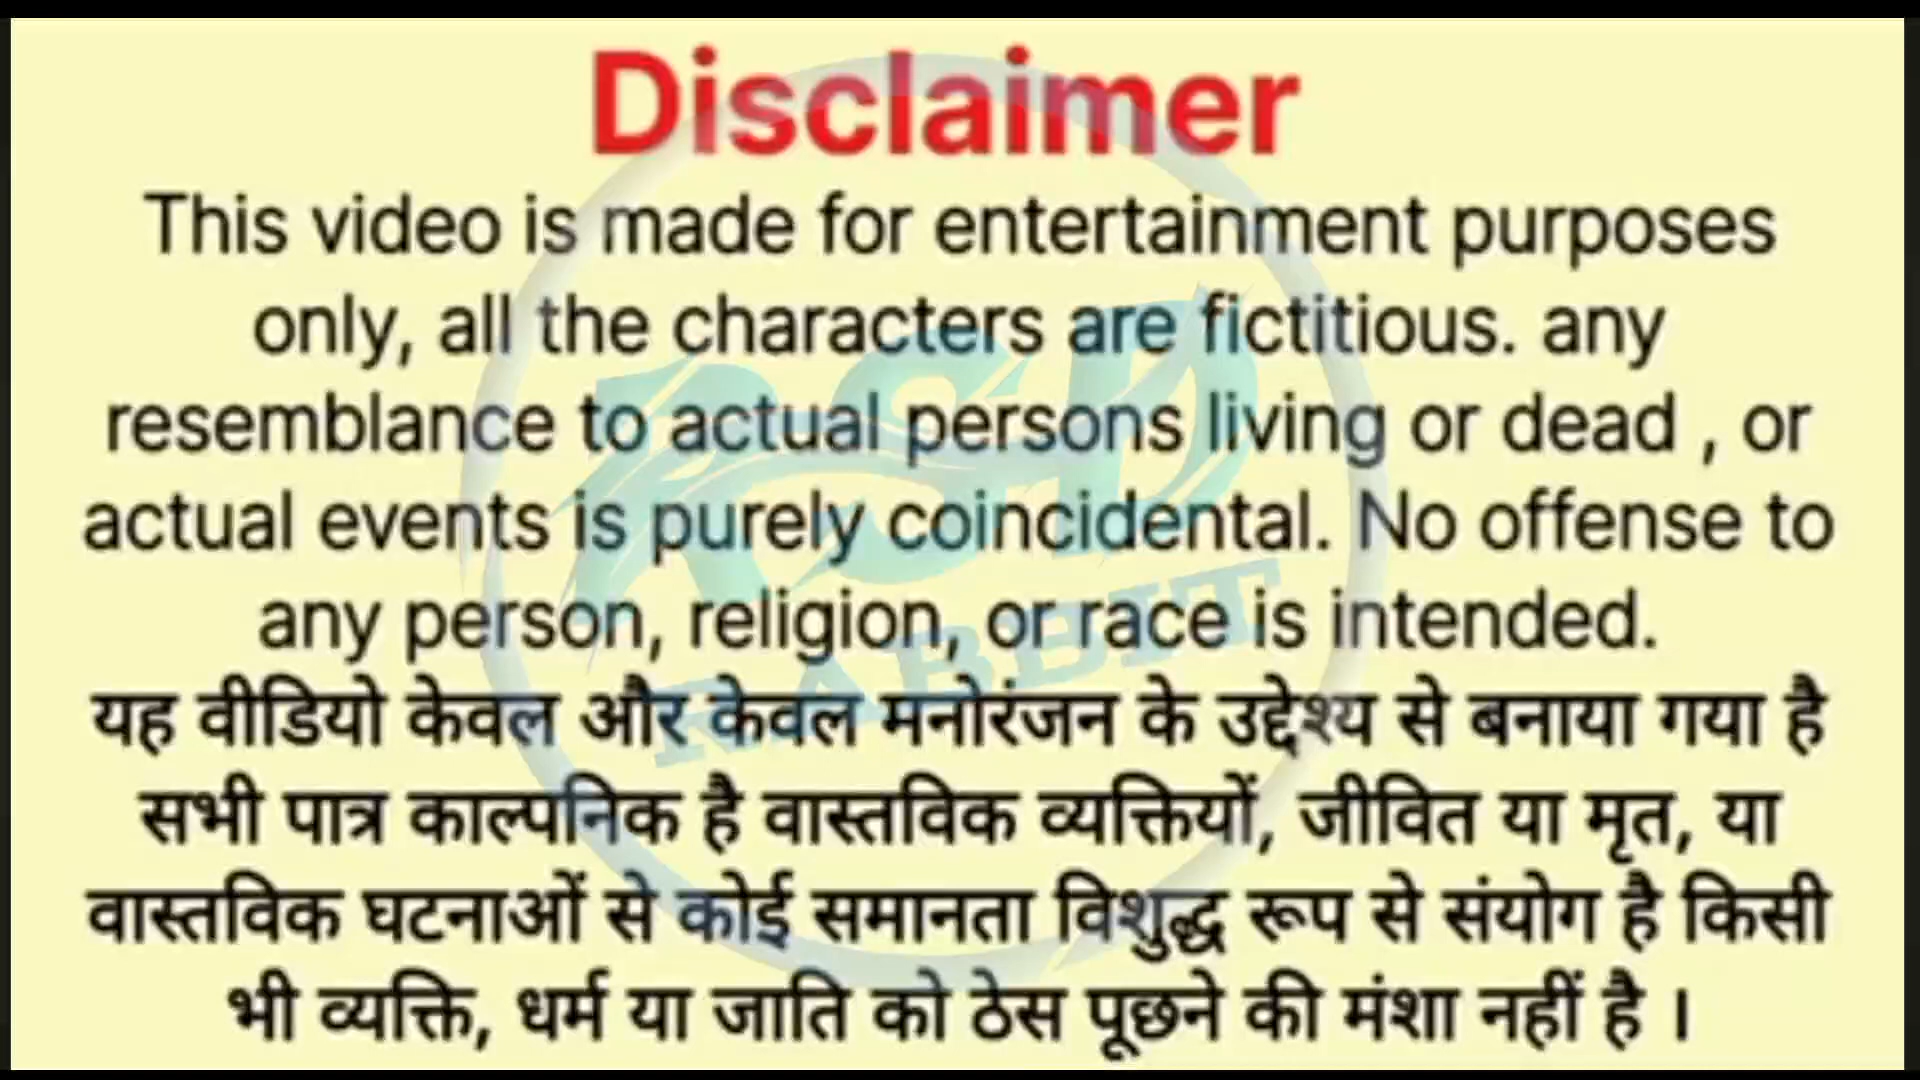 Disclaimer
This video is made for entertainment purposes
only, all the characters are fictitious. any
resemblance to actual persons living or dead , or
actual events is purely coincidental. No offense to
any person, religion, or race is intended.
यह वीडियो केवल और केवल मनोरंजन के उद्देश्य से बनाया गया है
सभी पात्र काल्पनिक है वास्तविक व्यक्तियों, जीवित या मृत, या
वास्तविक घटनाओं से कोई समानता विशुद्ध रूप से संयोग है किसी
भी व्यक्ति, धर्म या जाति को ठेस पूछने की मंशा नहीं है ।
RABBIT